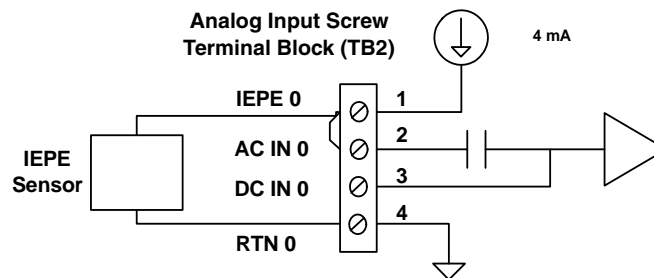 Analog Input Screw
Terminal Block (TB2)
4 mA
IEPE 0
1
IEPE
Sensor
AC IN 0
2
DC IN 0
3
4
RTN 0